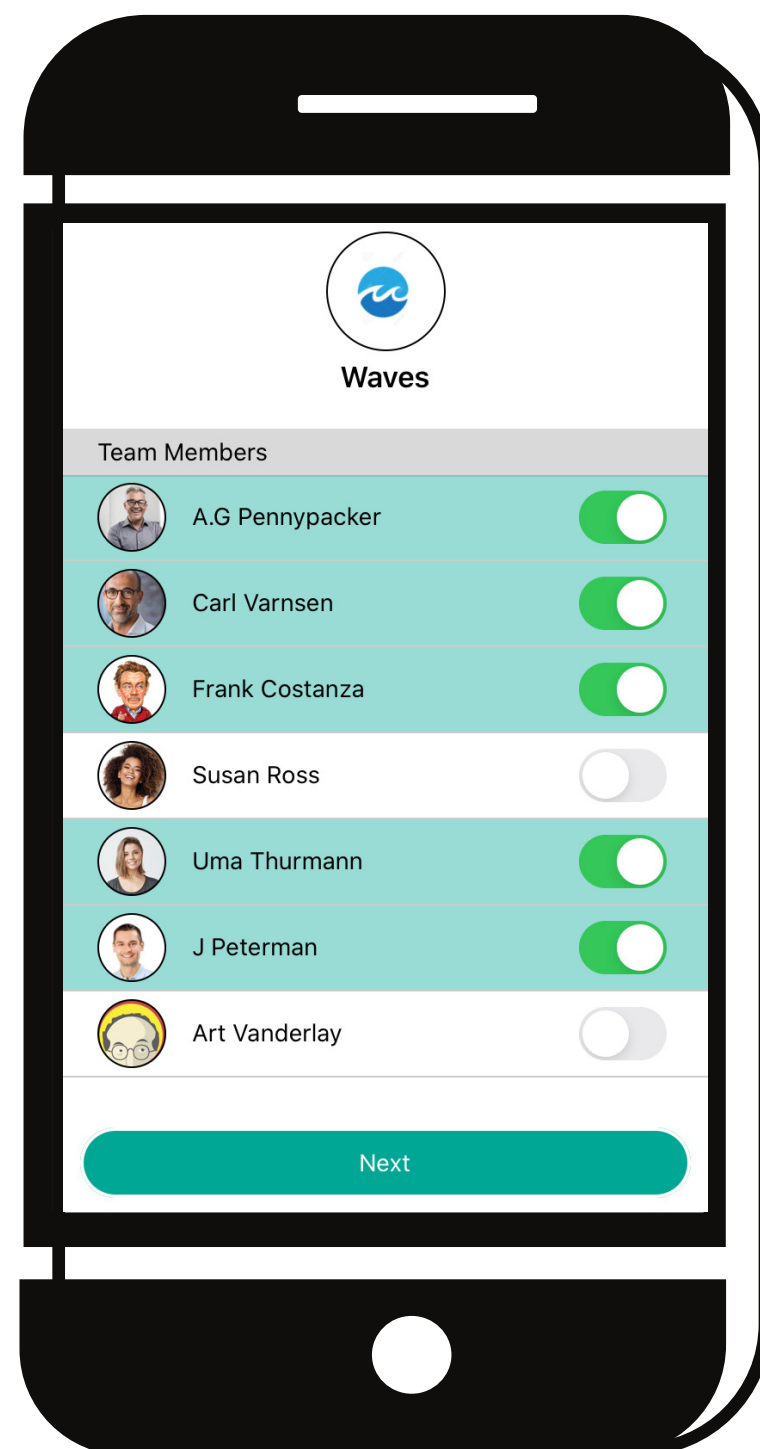 Waves
Team Members
A.G Pennypacker
Carl Varnsen
Frank Costanza
Susan Ross
Uma Thurmann
J Peterman
Art Vanderlay
Next